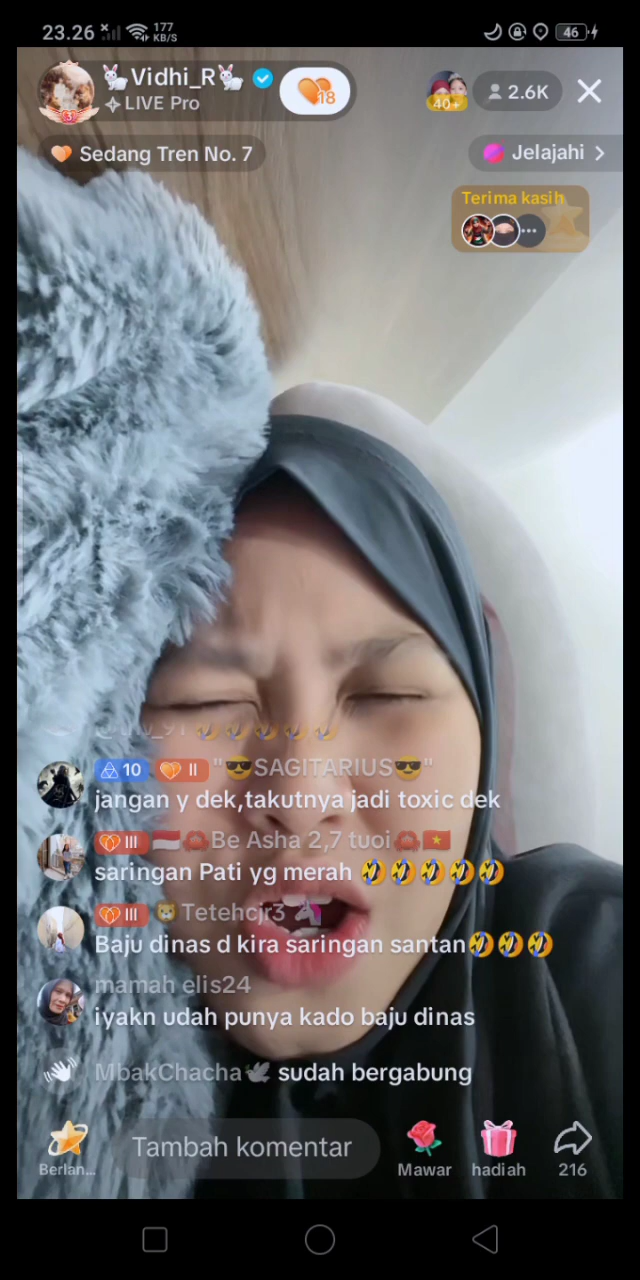 23.26
177
KB/S
46
🐇Vidhi_R🐇
LIVE Pro
18
40+
2.6K
3
Sedang Tren No. 7
Jelajahi
Terima kasih
🤣🤣🤣🤣🤣
10 II "😎SAGITARIUS😎"
jangan y dek,takutnya jadi toxic dek
III 🇮🇩🙈Be Asha 2,7 tuoi🙈🇻🇳
saringan Pati yg merah 🤣🤣🤣🤣🤣
III 🐯Tetehcjr3🦄
Baju dinas d kira saringan santan🤣🤣🤣
mamah elis24
iyakn udah punya kado baju dinas
MbakChacha🕊 sudah bergabung
Berlan...
Tambah komentar
Mawar
hadiah
216